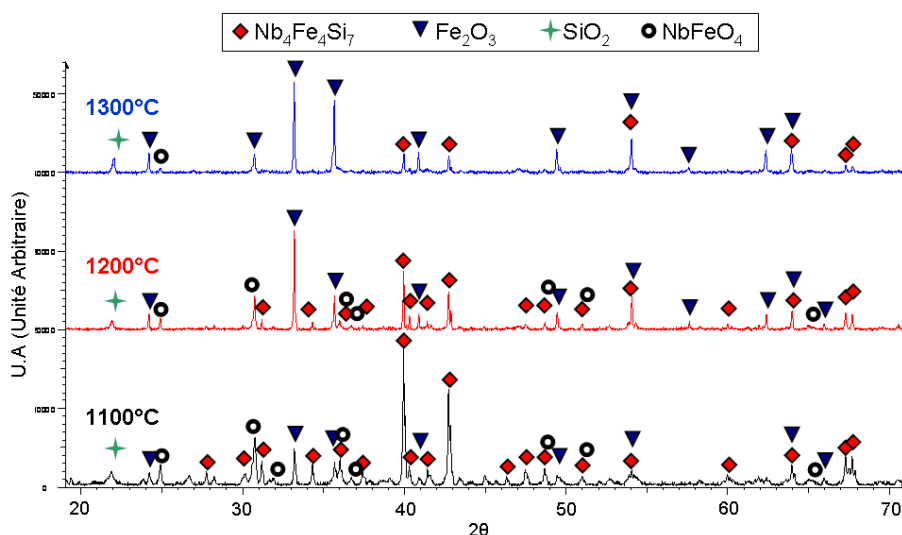 Nb₄Fe₄Si₇ Fe₂O₃ SiO₂ NbFeO₄
1300°C
1200°C
1100°C
U.A (Unité Arbitraire)
20 30 40 50 60 70
2θ